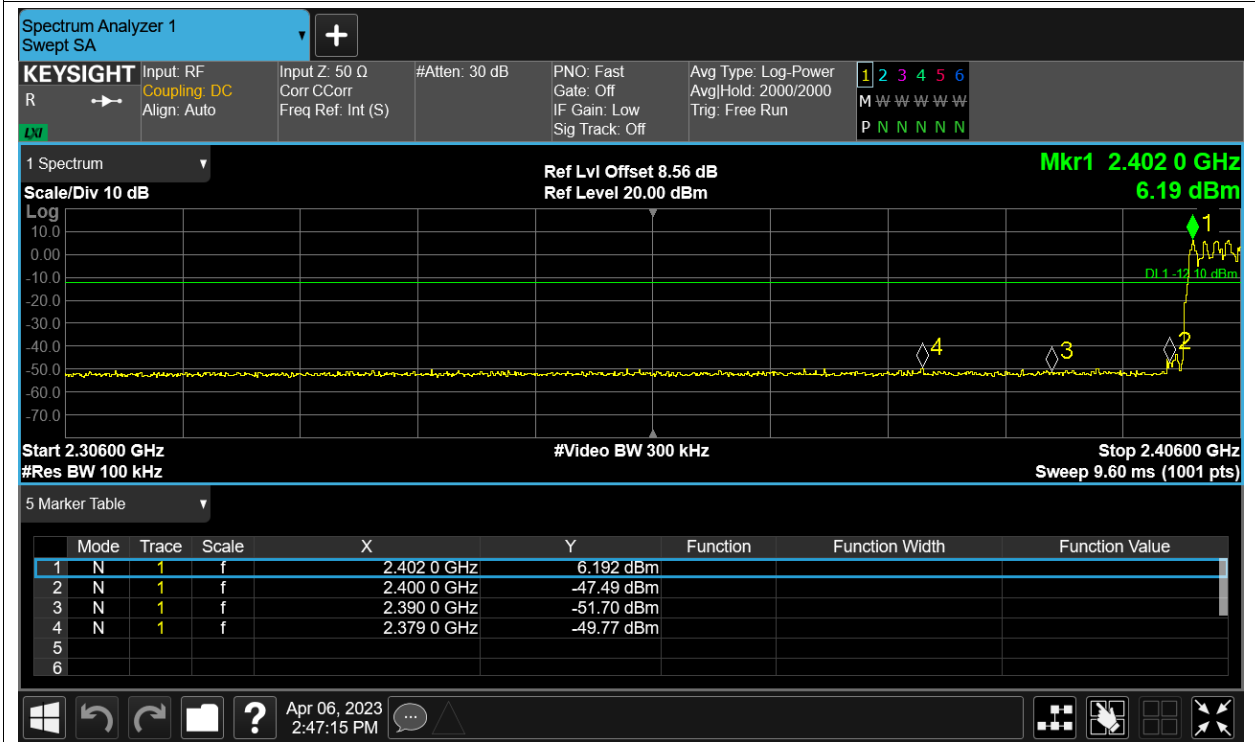 Spectrum Analyzer 1
Swept SA
KEYSIGHT
R
LXI
Input: RF
Coupling: DC
Align: Auto
Input Z: 50 Ω
Corr CCorr
Freq Ref: Int (S)
#Atten: 30 dB
PNO: Fast
Gate: Off
IF Gain: Low
Sig Track: Off
Avg Type: Log-Power
Avg|Hold: 2000/2000
Trig: Free Run
1 2 3 4 5 6
M W W W W W
P N N N N N
1 Spectrum
Scale/Div 10 dB
Ref Lvl Offset 8.56 dB
Ref Level 20.00 dBm
Mkr1 2.402 0 GHz
6.19 dBm
Log
10.0
0.00
-10.0
-20.0
-30.0
-40.0
-50.0
-60.0
-70.0
1
DL1 -12.10 dBm
4
3
2
Start 2.30600 GHz
#Res BW 100 kHz
#Video BW 300 kHz
Stop 2.40600 GHz
Sweep 9.60 ms (1001 pts)
5 Marker Table
Mode Trace Scale X Y Function Function Width Function Value
1 N 1 f 2.402 0 GHz 6.192 dBm
2 N 1 f 2.400 0 GHz -47.49 dBm
3 N 1 f 2.390 0 GHz -51.70 dBm
4 N 1 f 2.379 0 GHz -49.77 dBm
5
6
?
Apr 06, 2023
2:47:15 PM